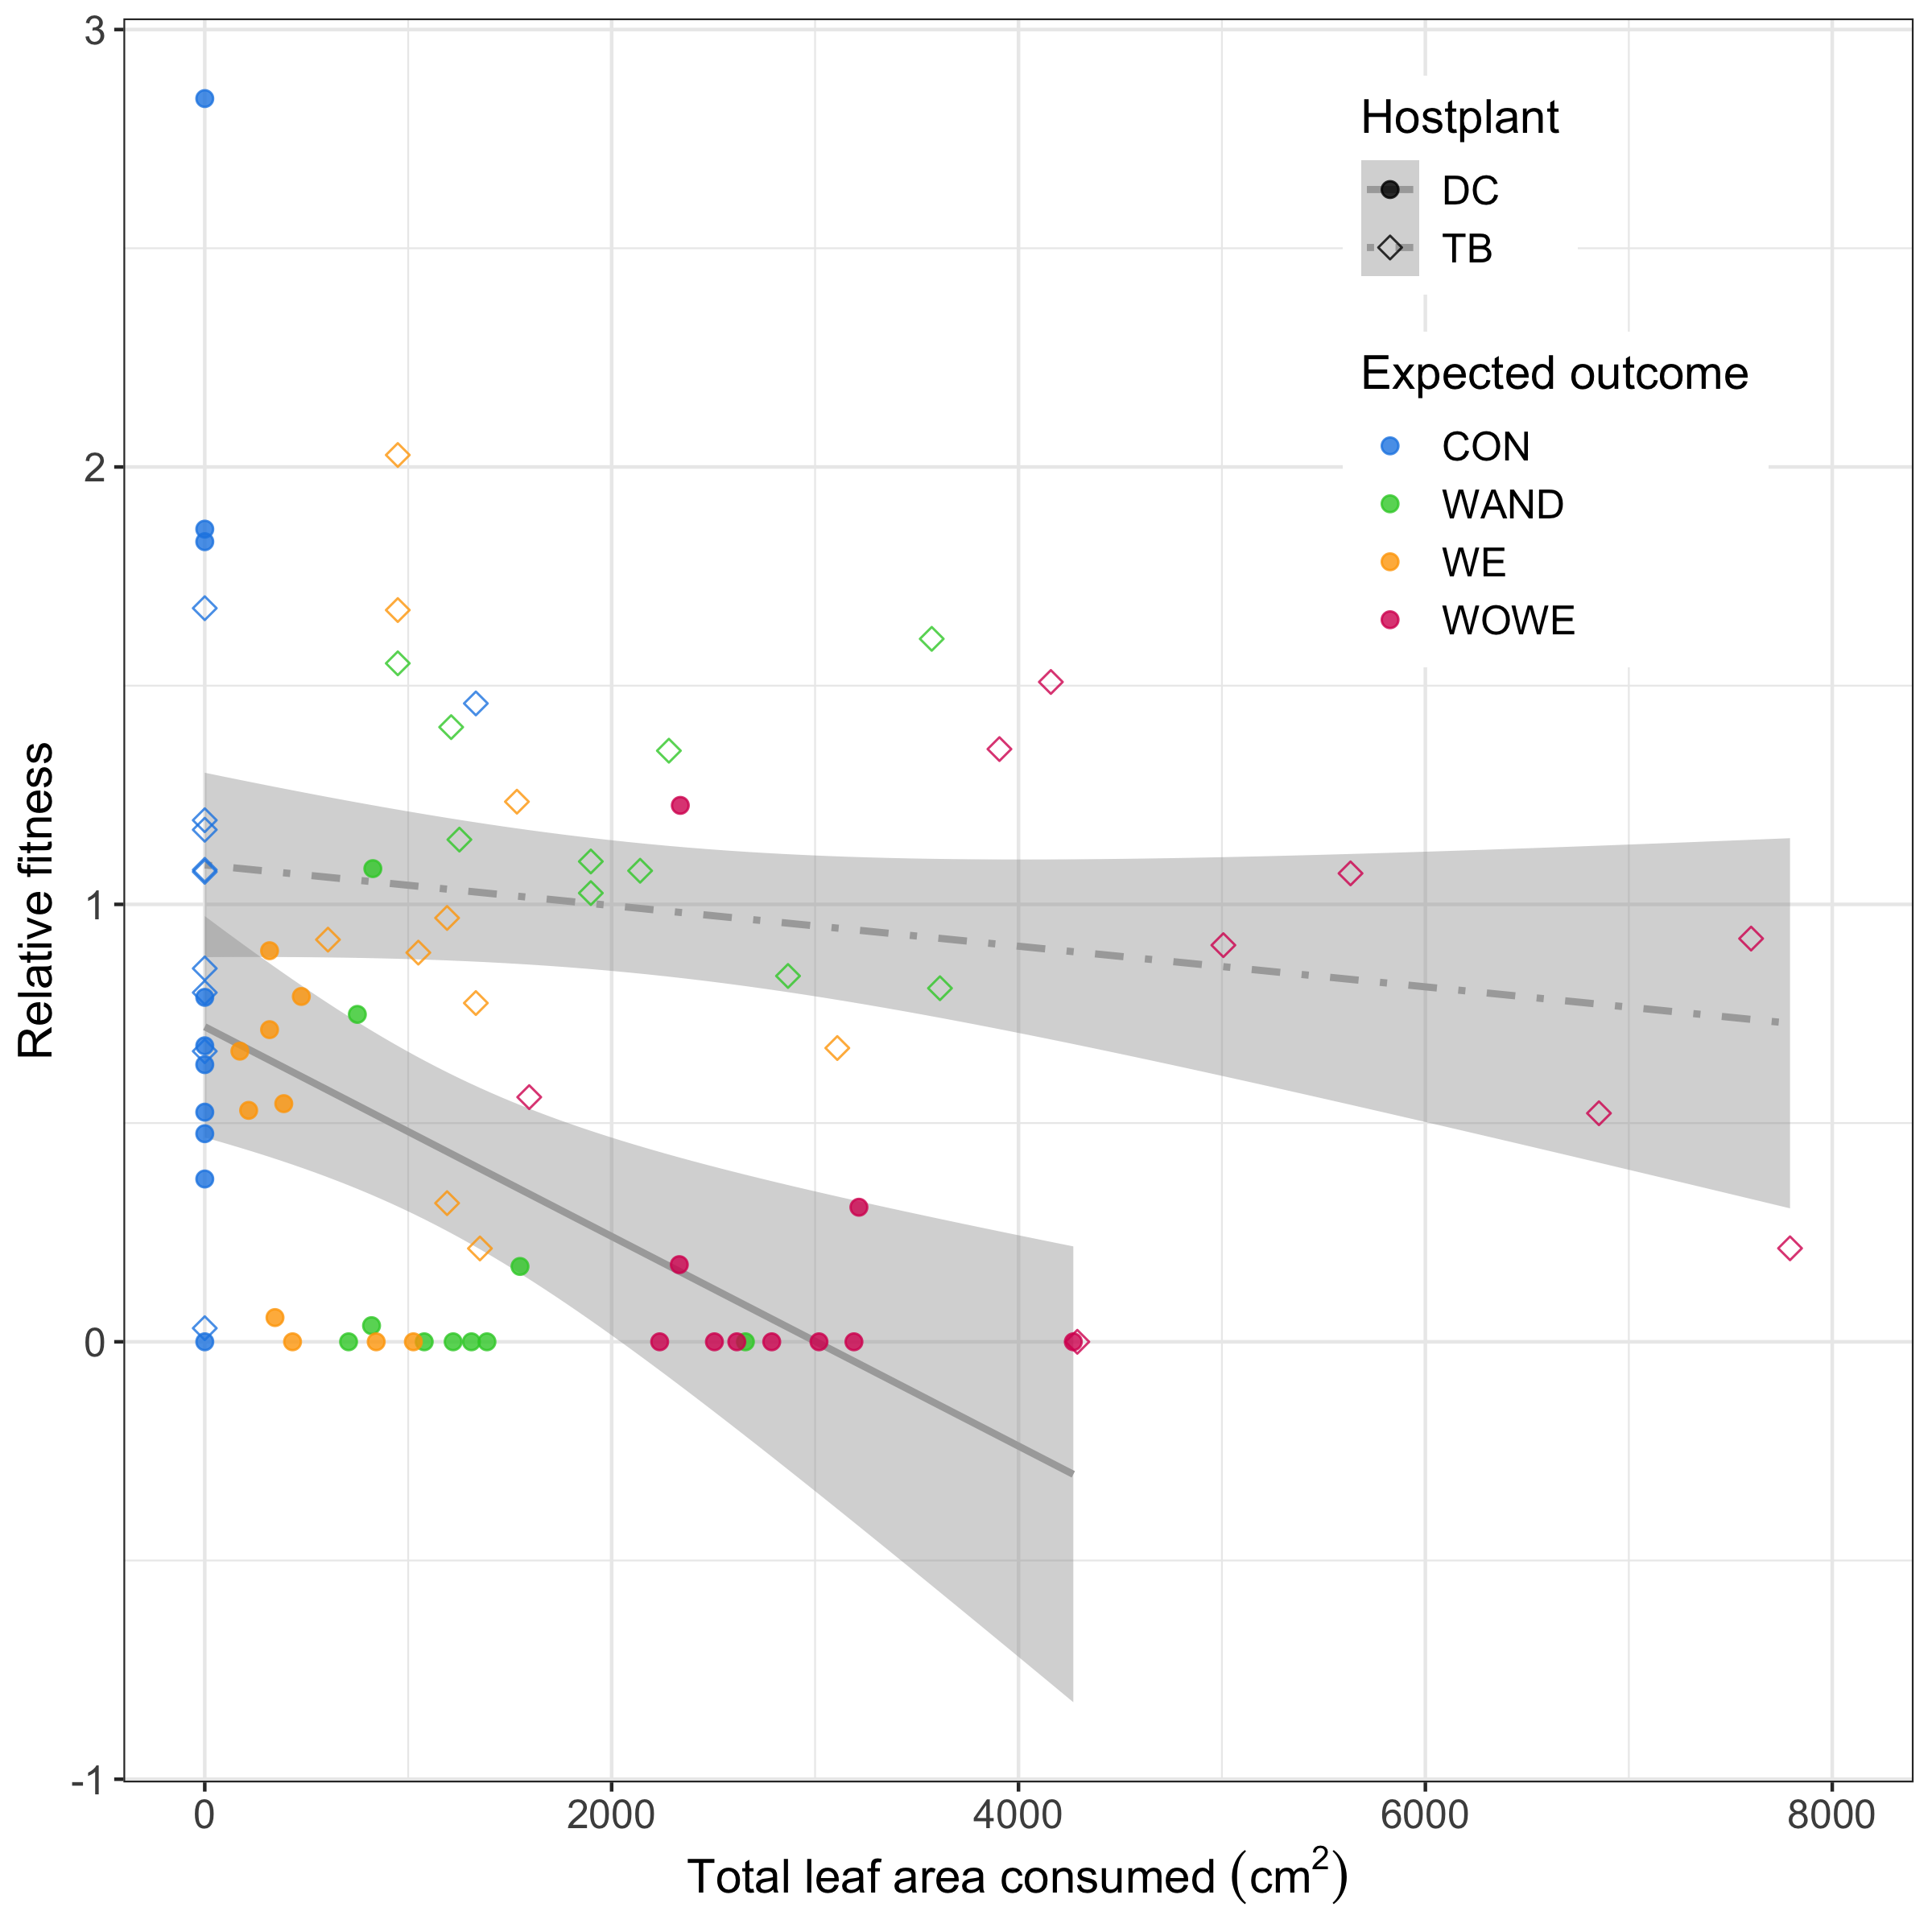 3
2
1
0
-1
Relative fitness
Hostplant
DC
TB
Expected outcome
CON
WAND
WE
WOWE
0 2000 4000 6000 8000
Total leaf area consumed (cm²)